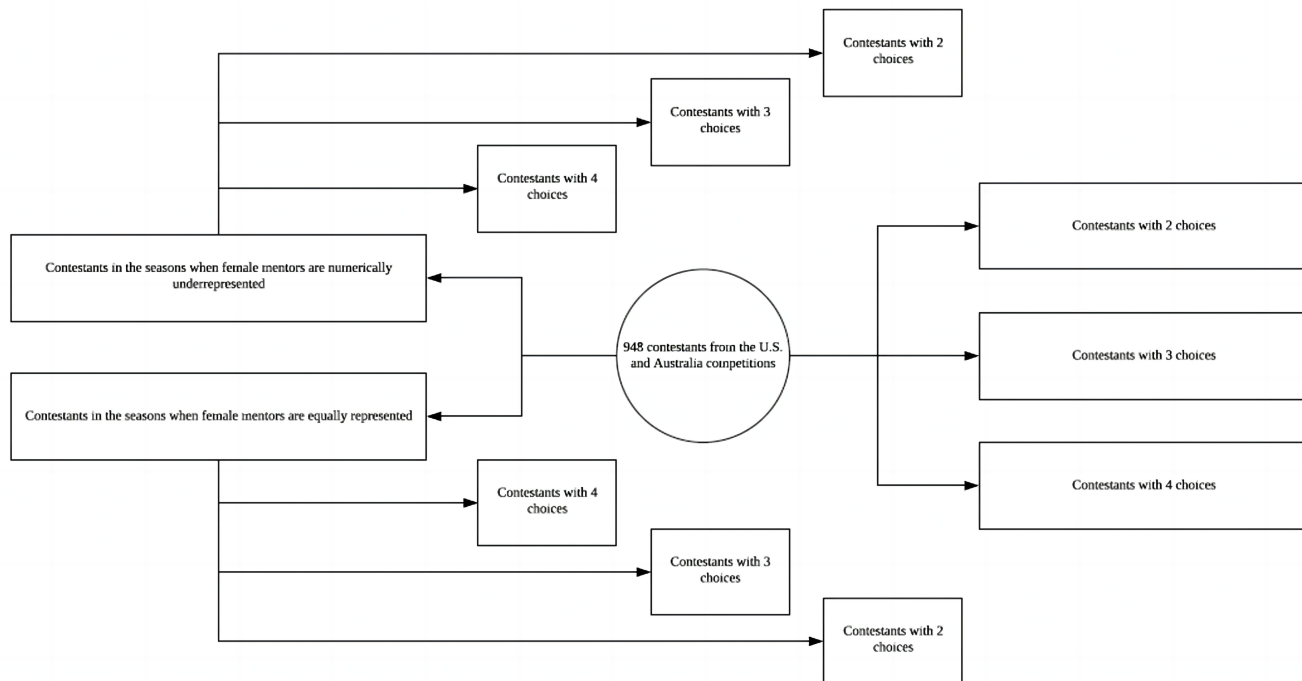 Contestants with 2
choices
Contestants with 3
choices
Contestants with 4
choices
Contestants with 2 choices
Contestants in the seasons when female mentors are numerically
underrepresented
948 contestants from the U.S.
and Australia competitions
Contestants with 3 choices
Contestants in the seasons when female mentors are equally represented
Contestants with 4 choices
Contestants with 4
choices
Contestants with 3
choices
Contestants with 2
choices